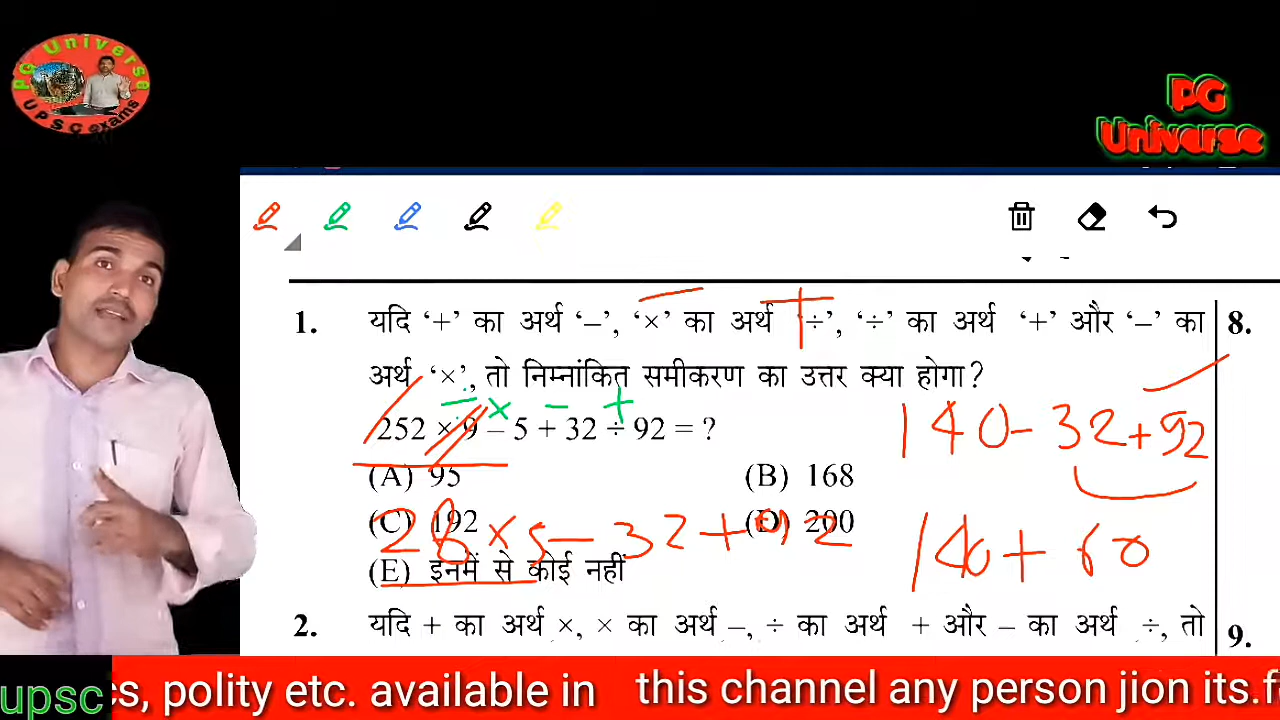 PG Universe
UPSC exams
PG
Universe
1. यदि ‘+’ का अर्थ ‘–’, ‘×’ का अर्थ ‘÷’, ‘÷’ का अर्थ ‘+’ और ‘–’ का
अर्थ ‘×’, तो निम्नांकित समीकरण का उत्तर क्या होगा?
÷ × – +
252 × 9 – 5 + 32 ÷ 92 = ?
(A) 95 (B) 168
(C) 192 (D) 200
28 × 5 – 32 + 92
(E) इनमें से कोई नहीं
2. यदि + का अर्थ ×, × का अर्थ –, ÷ का अर्थ + और – का अर्थ ÷, तो
8.
140 – 32 + 92
140 + 60
9.
upsc
cs, polity etc. available in this channel any person jion its.f